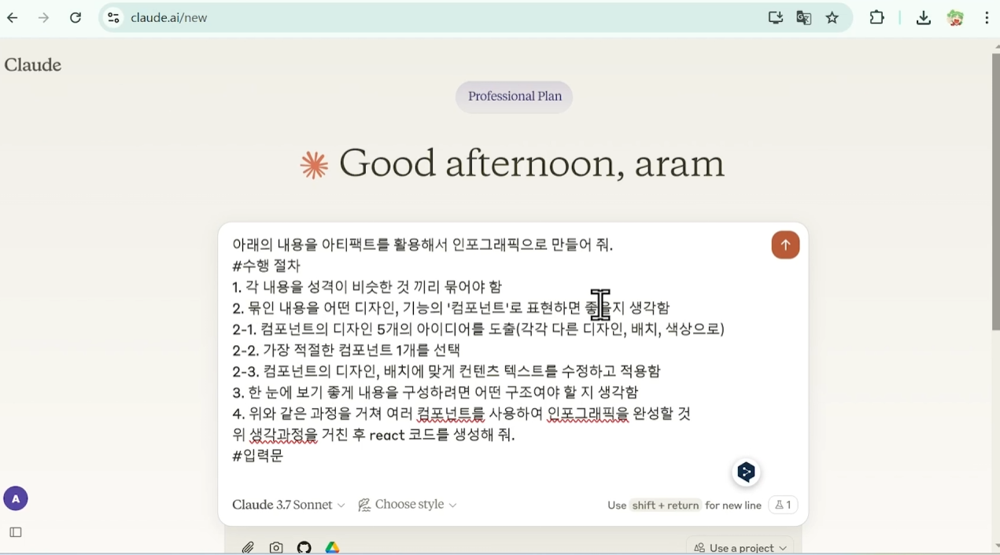 claude.ai/new
Claude
Professional Plan
Good afternoon, aram
아래의 내용을 아티팩트를 활용해서 인포그래픽으로 만들어 줘.
#수행 절차
1. 각 내용을 성격이 비슷한 것 끼리 묶어야 함
2. 묶인 내용을 어떤 디자인, 기능의 '컴포넌트'로 표현하면 좋을지 생각함
2-1. 컴포넌트의 디자인 5개의 아이디어를 도출(각각 다른 디자인, 배치, 색상으로)
2-2. 가장 적절한 컴포넌트 1개를 선택
2-3. 컴포넌트의 디자인, 배치에 맞게 컨텐츠 텍스트를 수정하고 적용함
3. 한 눈에 보기 좋게 내용을 구성하려면 어떤 구조여야 할 지 생각함
4. 위와 같은 과정을 거쳐 여러 컴포넌트를 사용하여 인포그래픽을 완성할 것
위 생각과정을 거친 후 react 코드를 생성해 줘.
#입력문
A
Claude 3.7 Sonnet
Choose style
Use shift + return for new line
1
Use a project